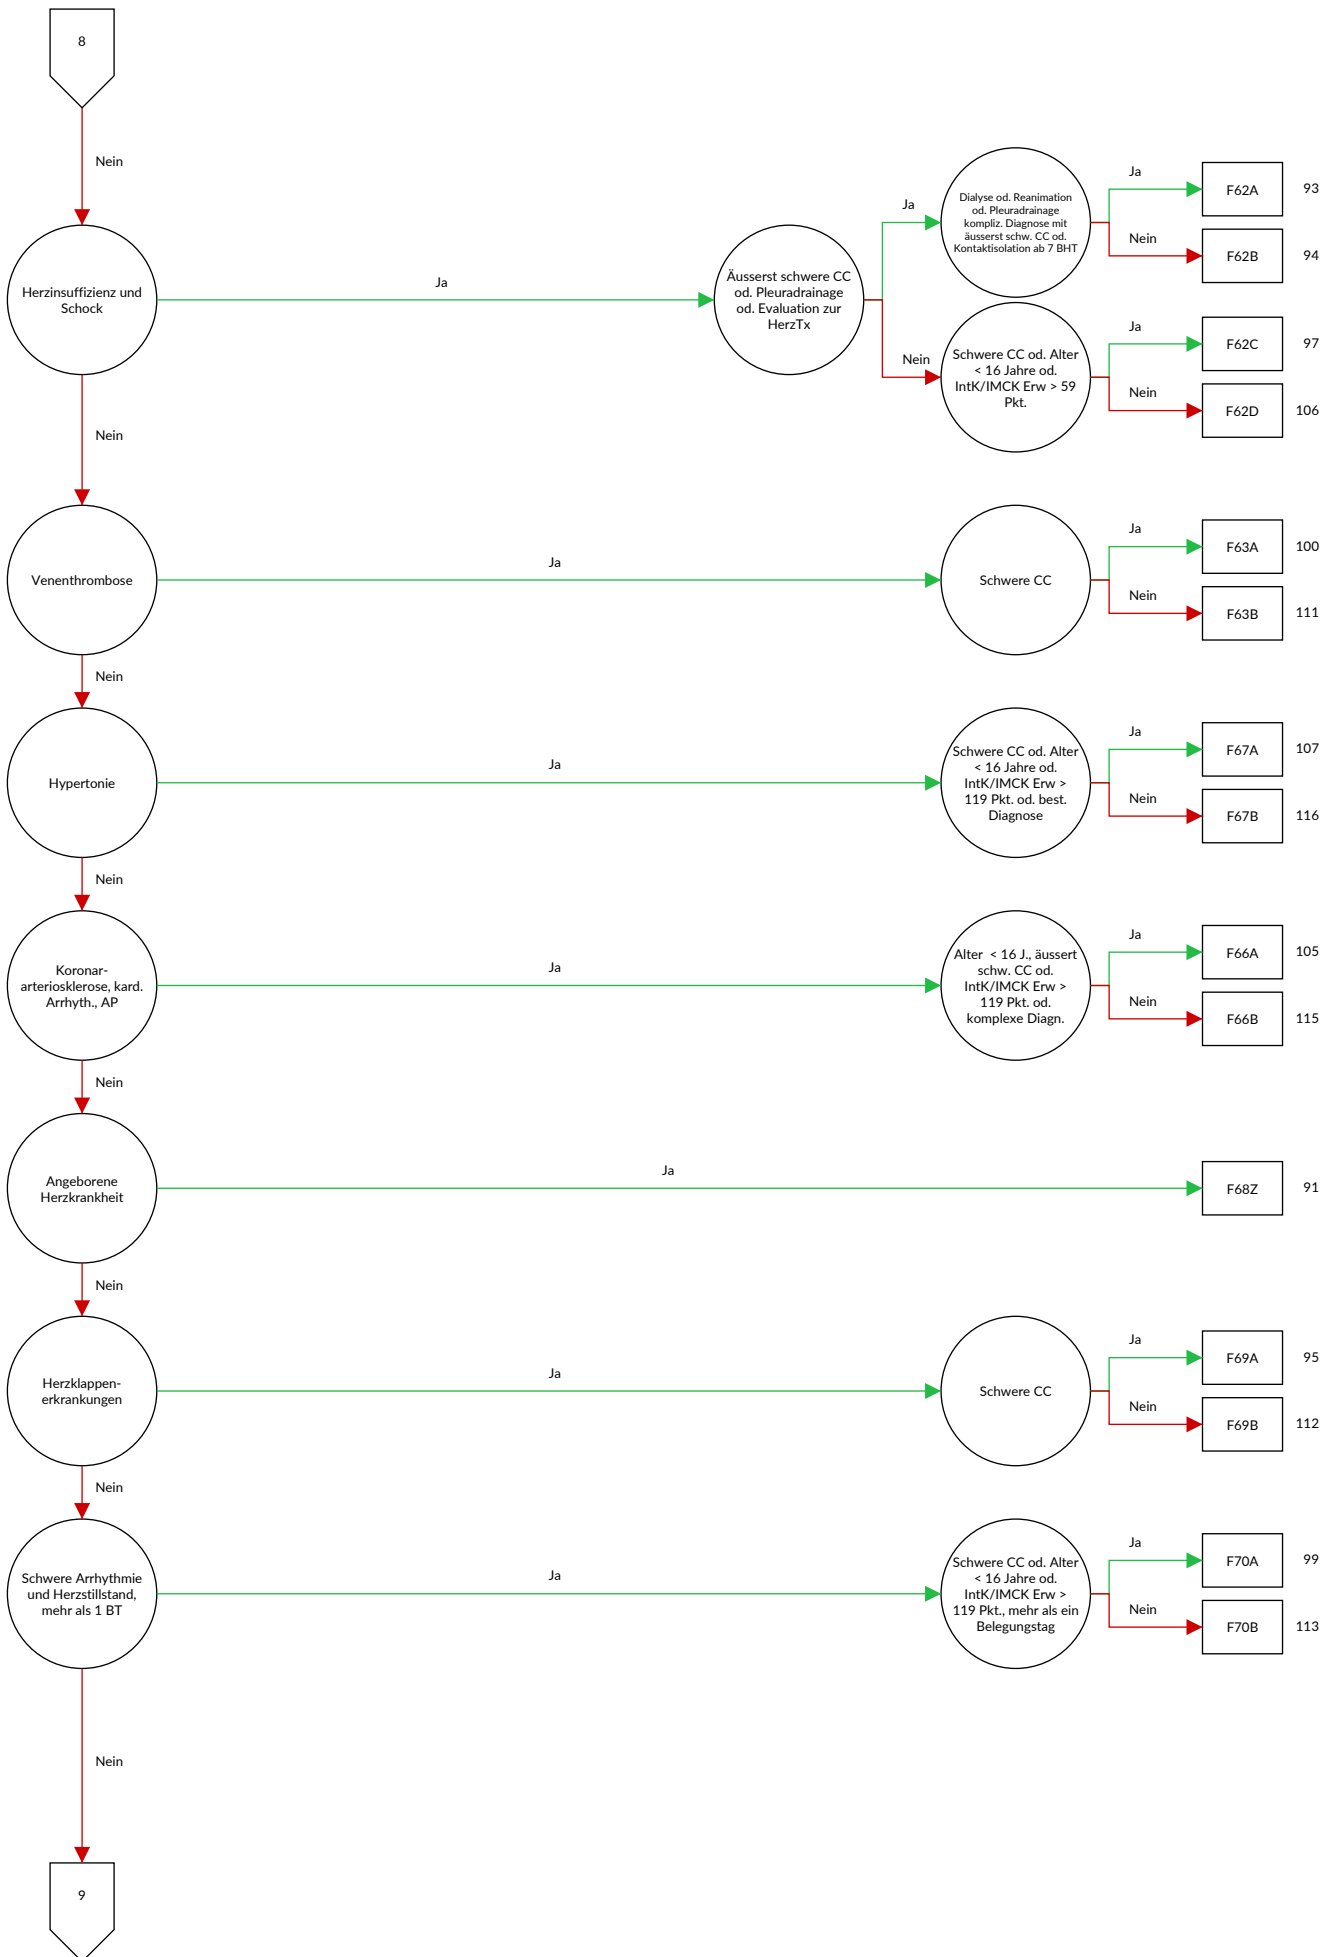 8
Nein
Herzinsuffizienz und
Schock
Ja
Äusserst schwere CC
od. Pleuradrainage
od. Evaluation zur
HerzTx
Ja
Dialyse od. Reanimation
od. Pleuradrainage
kompliz. Diagnose mit
äusserst schw. CC od.
Kontaktisolation ab 7 BHT
Ja
F62A
93
Nein
F62B
94
Nein
Schwere CC od. Alter
< 16 Jahre od.
IntK/IMCK Erw > 59
Pkt.
Ja
F62C
97
Nein
F62D
106
Nein
Venenthrombose
Ja
Schwere CC
Ja
F63A
100
Nein
F63B
111
Nein
Hypertonie
Ja
Schwere CC od. Alter
< 16 Jahre od.
IntK/IMCK Erw >
119 Pkt. od. best.
Diagnose
Ja
F67A
107
Nein
F67B
116
Nein
Koronar-
arteriosklerose, kard.
Arrhyth., AP
Ja
Alter < 16 J., äussert
schw. CC od.
IntK/IMCK Erw >
119 Pkt. od.
komplexe Diagn.
Ja
F66A
105
Nein
F66B
115
Nein
Angeborene
Herzkrankheit
Ja
F68Z
91
Nein
Herzklappen-
erkrankungen
Ja
Schwere CC
Ja
F69A
95
Nein
F69B
112
Nein
Schwere Arrhythmie
und Herzstillstand,
mehr als 1 BT
Ja
Schwere CC od. Alter
< 16 Jahre od.
IntK/IMCK Erw >
119 Pkt., mehr als ein
Belegungstag
Ja
F70A
99
Nein
F70B
113
Nein
9